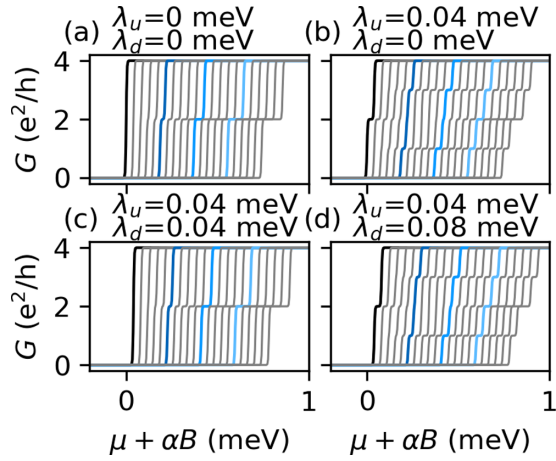 (a) λu=0 meV
λd=0 meV
(b) λu=0.04 meV
λd=0 meV
G (e²/h)
4
2
0
(c) λu=0.04 meV
λd=0.04 meV
(d) λu=0.04 meV
λd=0.08 meV
G (e²/h)
4
2
0
0 1
0 1
μ + αB (meV)
μ + αB (meV)